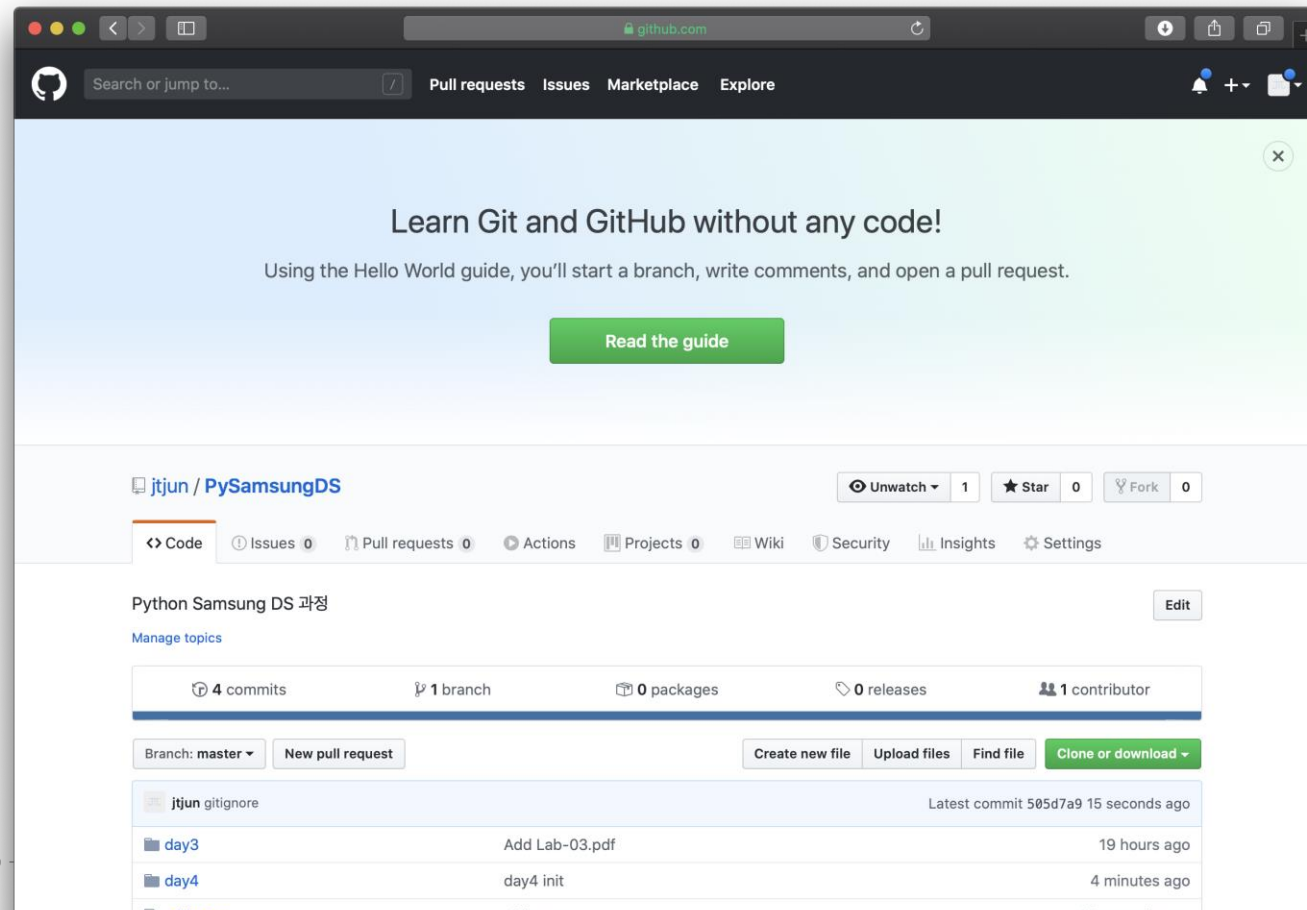 github.com
Search or jump to... / Pull requests Issues Marketplace Explore
Learn Git and GitHub without any code!
Using the Hello World guide, you'll start a branch, write comments, and open a pull request.
Read the guide
jtjun / PySamsungDS Unwatch 1 Star 0 Fork 0
Code Issues 0 Pull requests 0 Actions Projects 0 Wiki Security Insights Settings
Python Samsung DS 과정 Edit
Manage topics
4 commits 1 branch 0 packages 0 releases 1 contributor
Branch: master New pull request Create new file Upload files Find file Clone or download
jtjun gitignore Latest commit 505d7a9 15 seconds ago
day3 Add Lab-03.pdf 19 hours ago
day4 day4 init 4 minutes ago